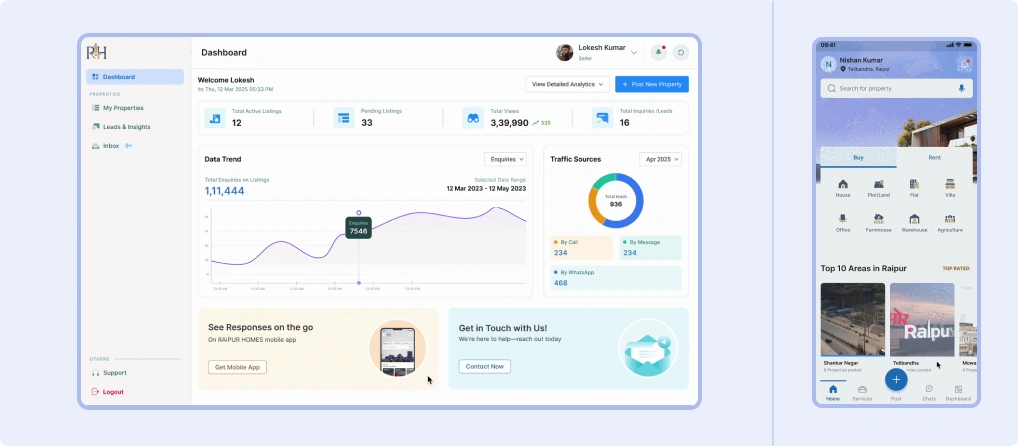 RH
Dashboard
Lokesh Kumar
Seller
Dashboard
PROPERTIES
My Properties
Leads & Insights
Inbox 9+
OTHERS
Support
Logout
Welcome Lokesh
Its Thu, 12 Mar 2025 05:33 PM
View Detailed Analytics
+ Post New Property
Total Active Listings
12
Pending Listings
33
Total Views
3,39,990 335
Total Inquiries /Leads
16
Data Trend
Enquiries
Total Enquiries on Listings
1,11,444
Selected Date Range
12 Mar 2023 - 12 May 2023
Enquiries
7546
Traffic Sources
Apr 2025
Total leads
936
By Call
234
By Message
234
By WhatsApp
468
See Responses on the go
On RAIPUR HOMES mobile app
Get Mobile App
Get in Touch with Us!
We're here to help—reach out today
Contact Now
09:41
N
Nishan Kumar
Telibandha, Raipur
Search for property
Buy
Rent
House
Plot/Land
Flat
Villa
Office
Farmhouse
Warehouse
Agriculture
Top 10 Areas in Raipur
TOP RATED
Raipu
Shankar Nagar
Telibandha
Mowa
Home
Services
Post
Chats
Dashboard